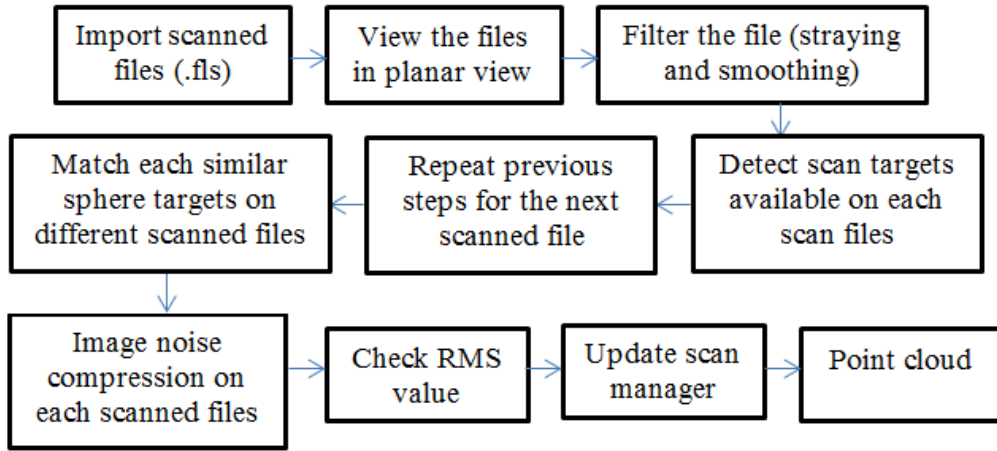 Import scanned
files (.fls)
View the files
in planar view
Filter the file (straying
and smoothing)
Detect scan targets
available on each
scan files
Repeat previous
steps for the next
scanned file
Match each similar
sphere targets on
different scanned files
Image noise
compression on
each scanned files
Check RMS
value
Update scan
manager
Point cloud